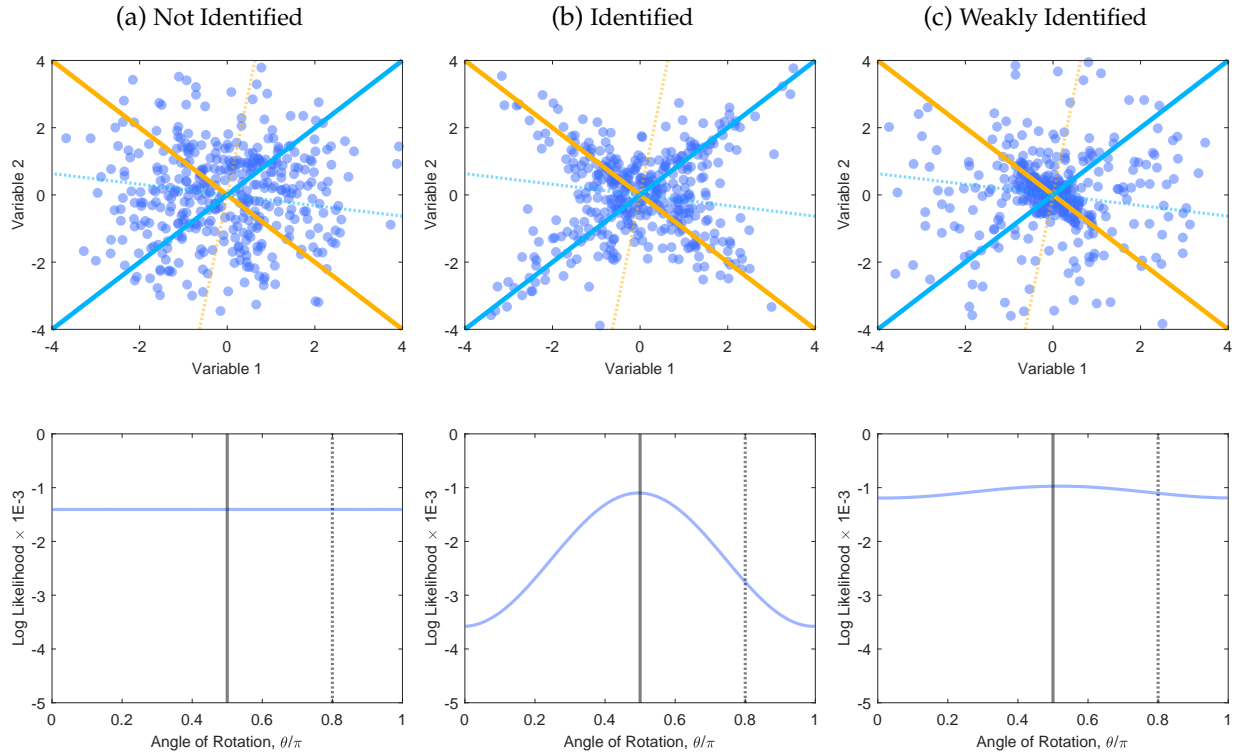 (a) Not Identified
(b) Identified
(c) Weakly Identified
4
2
0
-2
-4
Variable 2
-4 -2 0 2 4
Variable 1
4
2
0
-2
-4
Variable 2
-4 -2 0 2 4
Variable 1
4
2
0
-2
-4
Variable 2
-4 -2 0 2 4
Variable 1
0
-1
-2
-3
-4
-5
Log Likelihood × 1E-3
0 0.2 0.4 0.6 0.8 1
Angle of Rotation, θ/π
0
-1
-2
-3
-4
-5
Log Likelihood × 1E-3
0 0.2 0.4 0.6 0.8 1
Angle of Rotation, θ/π
0
-1
-2
-3
-4
-5
Log Likelihood × 1E-3
0 0.2 0.4 0.6 0.8 1
Angle of Rotation, θ/π